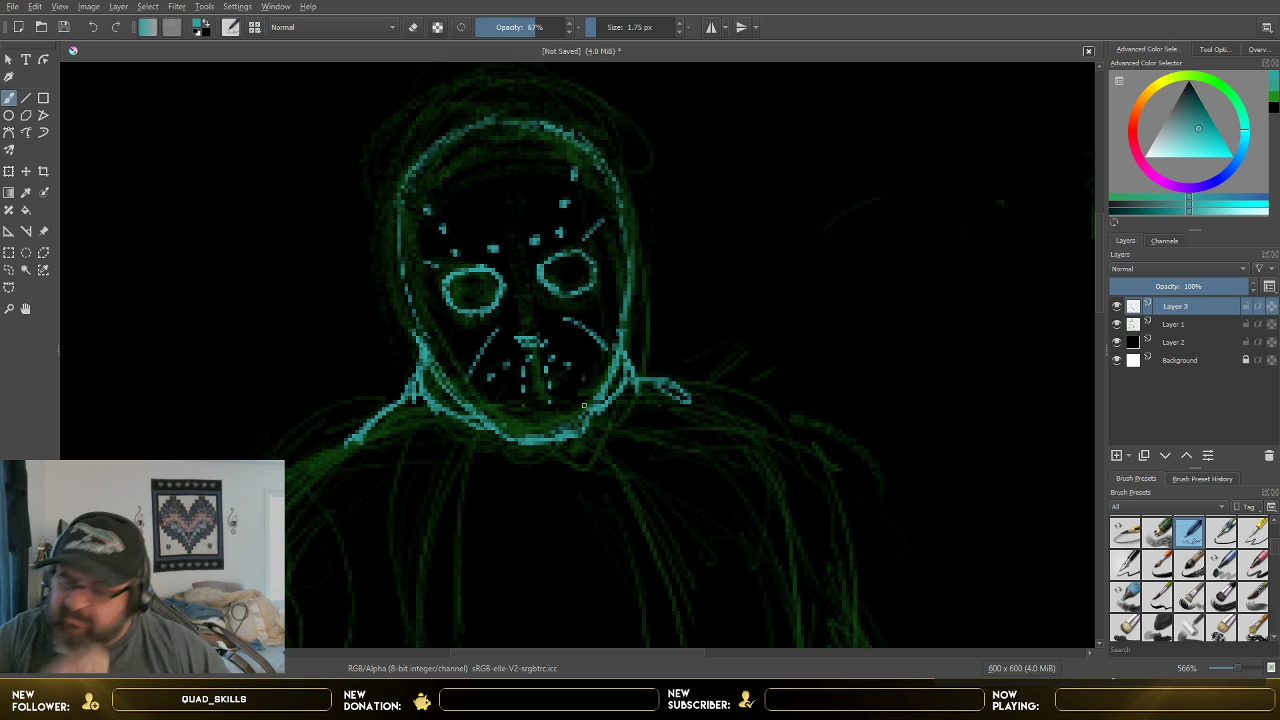 File Edit View Image Layer Select Filter Tools Settings Window Help
Normal
Opacity: 67%
Size: 1.75 px
[Not Saved] (4.0 MiB) *
Advanced Color Sele...
Tool Opti...
Overv...
Advanced Color Selector
Layers
Channels
Layers
Normal
Opacity: 100%
Layer 3
Layer 1
Layer 2
Background
Brush Presets
Brush Preset History
Brush Presets
All
Tag
Search
RGB/Alpha (8-bit integer/channel) sRGB-elle-V2-srgbtrc.icc
600 x 600 (4.0 MiB)
566%
NEW FOLLOWER:
QUAD_SKILLS
NEW DONATION:
NEW SUBSCRIBER:
NOW PLAYING: